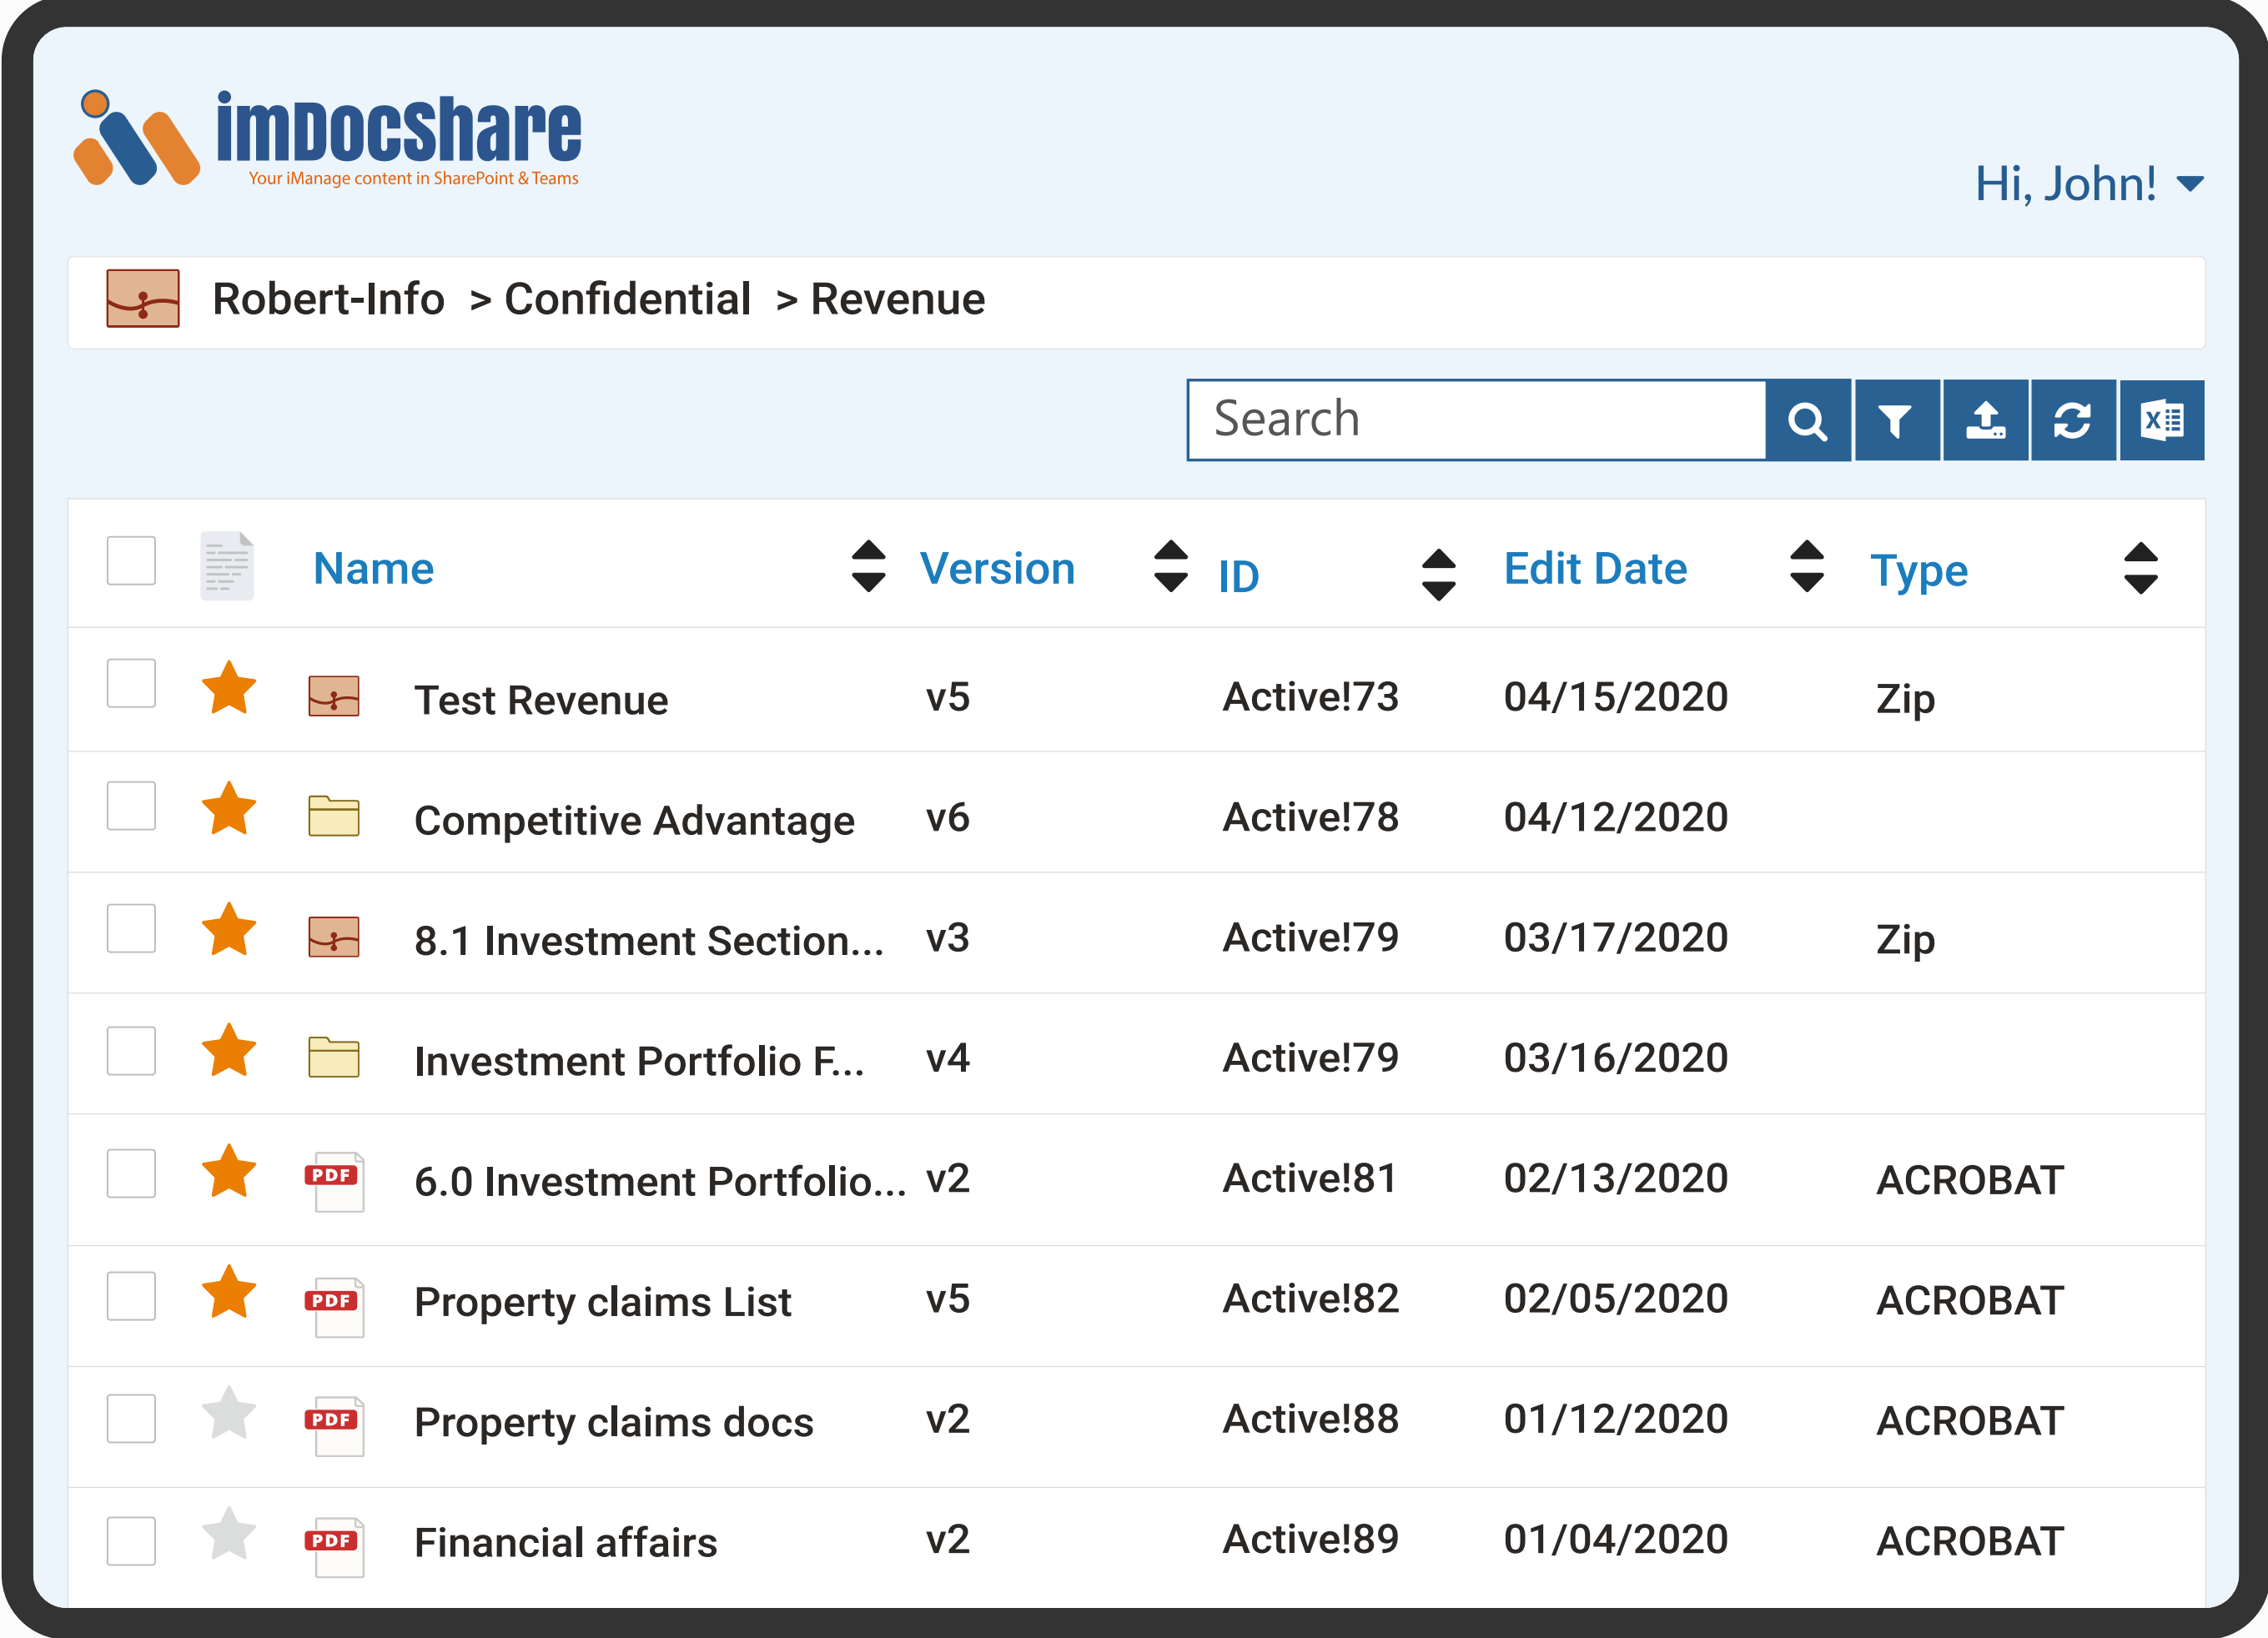 imDocShare
Your iManage content in SharePoint & Teams
Hi, John!
Robert-Info > Confidential > Revenue
Search
Name Version ID Edit Date Type
Test Revenue v5 Active!73 04/15/2020 Zip
Competitive Advantage v6 Active!78 04/12/2020
8.1 Investment Section... v3 Active!79 03/17/2020 Zip
Investment Portfolio F... v4 Active!79 03/16/2020
PDF 6.0 Investment Portfolio... v2 Active!81 02/13/2020 ACROBAT
PDF Property claims List v5 Active!82 02/05/2020 ACROBAT
PDF Property claims docs v2 Active!88 01/12/2020 ACROBAT
PDF Financial affairs v2 Active!89 01/04/2020 ACROBAT